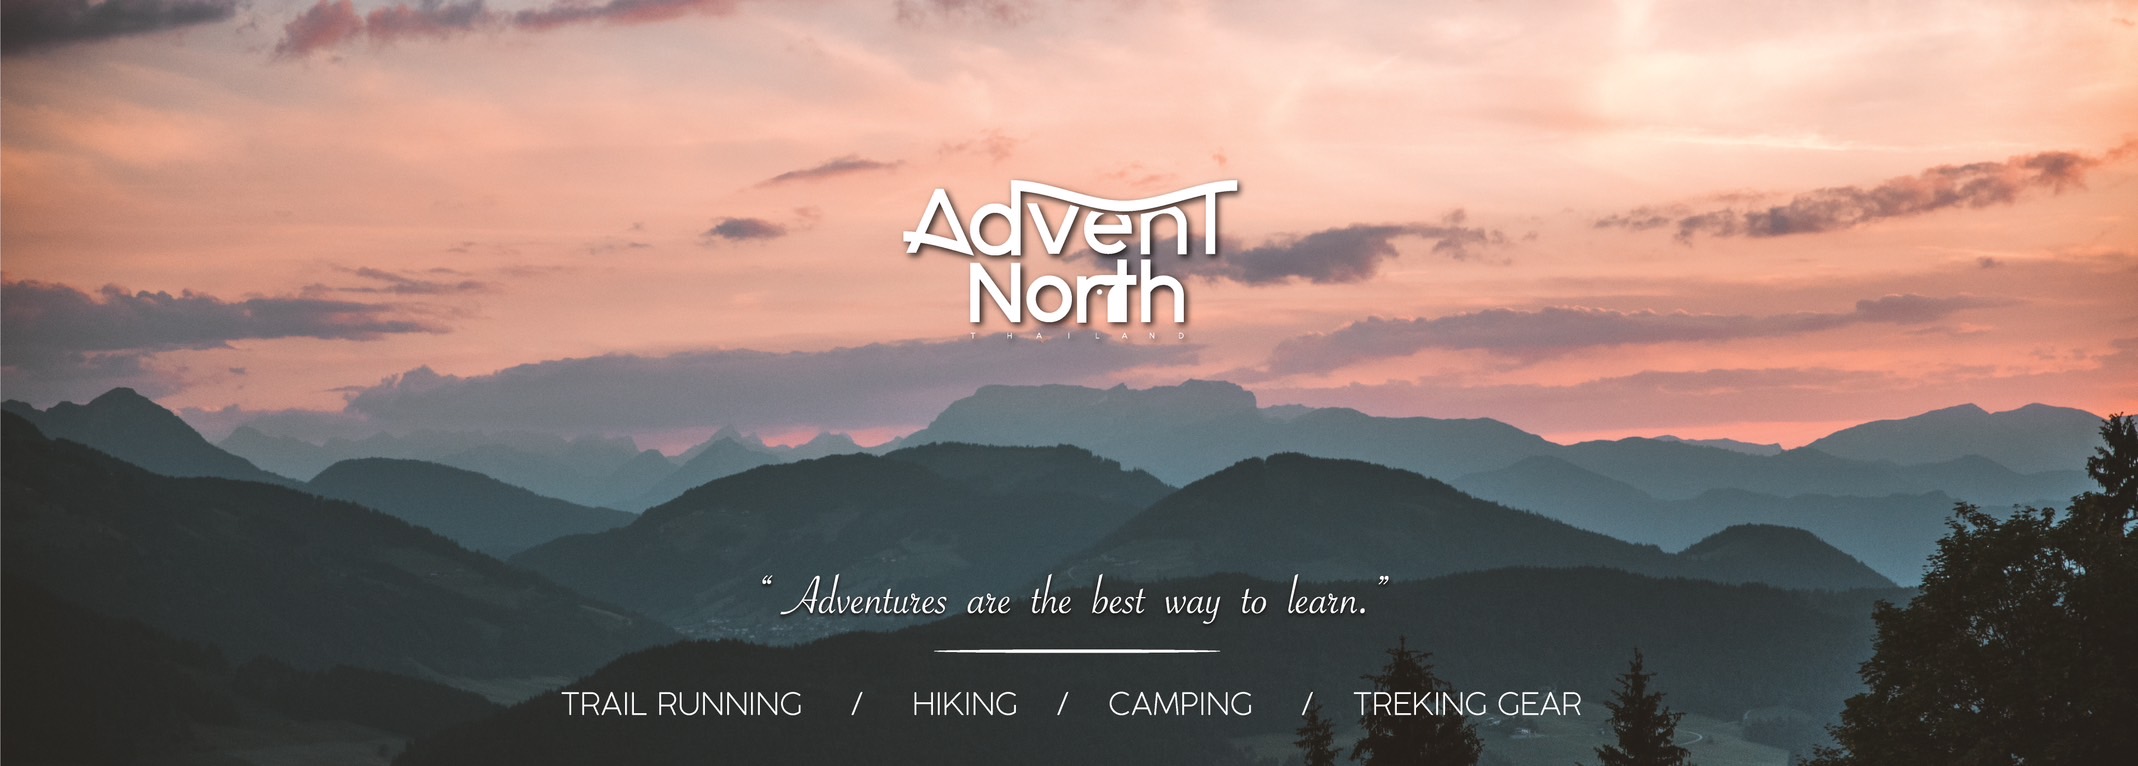 AdvenT
North
THAILAND
“ Adventures are the best way to learn.”
TRAIL RUNNING / HIKING / CAMPING / TREKING GEAR